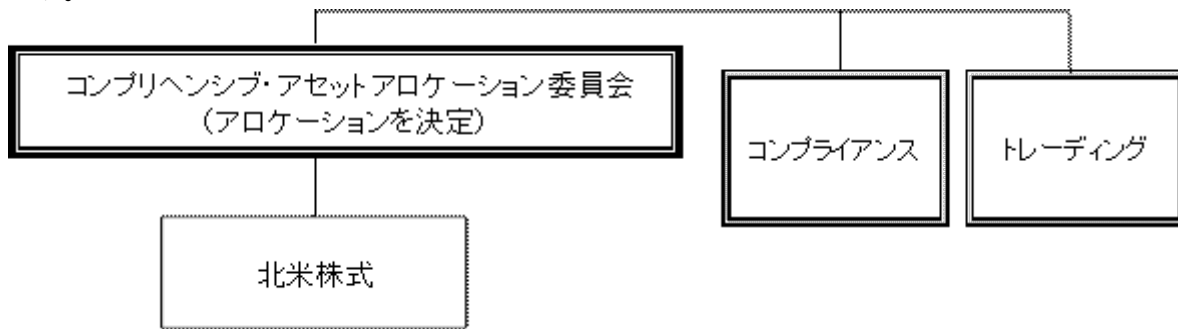 コンプリヘンシブ・アセットアロケーション委員会
（アロケーションを決定）
コンプライアンス
トレーディング
北米株式